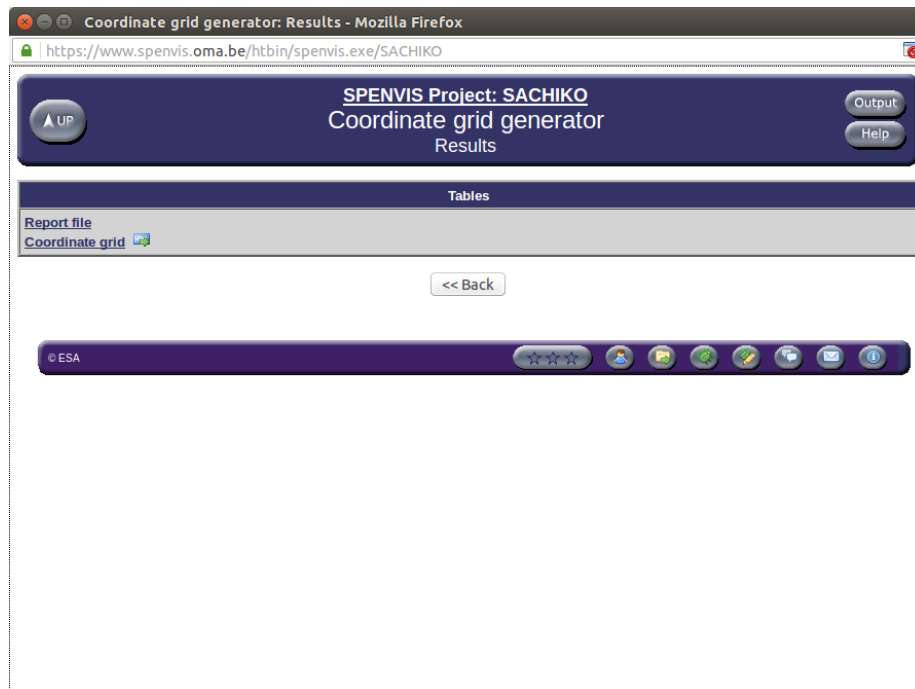 Coordinate grid generator: Results - Mozilla Firefox
https://www.spenvis.oma.be/htbin/spenvis.exe/SACHIKO
UP
SPENVIS Project: SACHIKO
Coordinate grid generator
Results
Output
Help
Tables
Report file
Coordinate grid
<< Back
© ESA